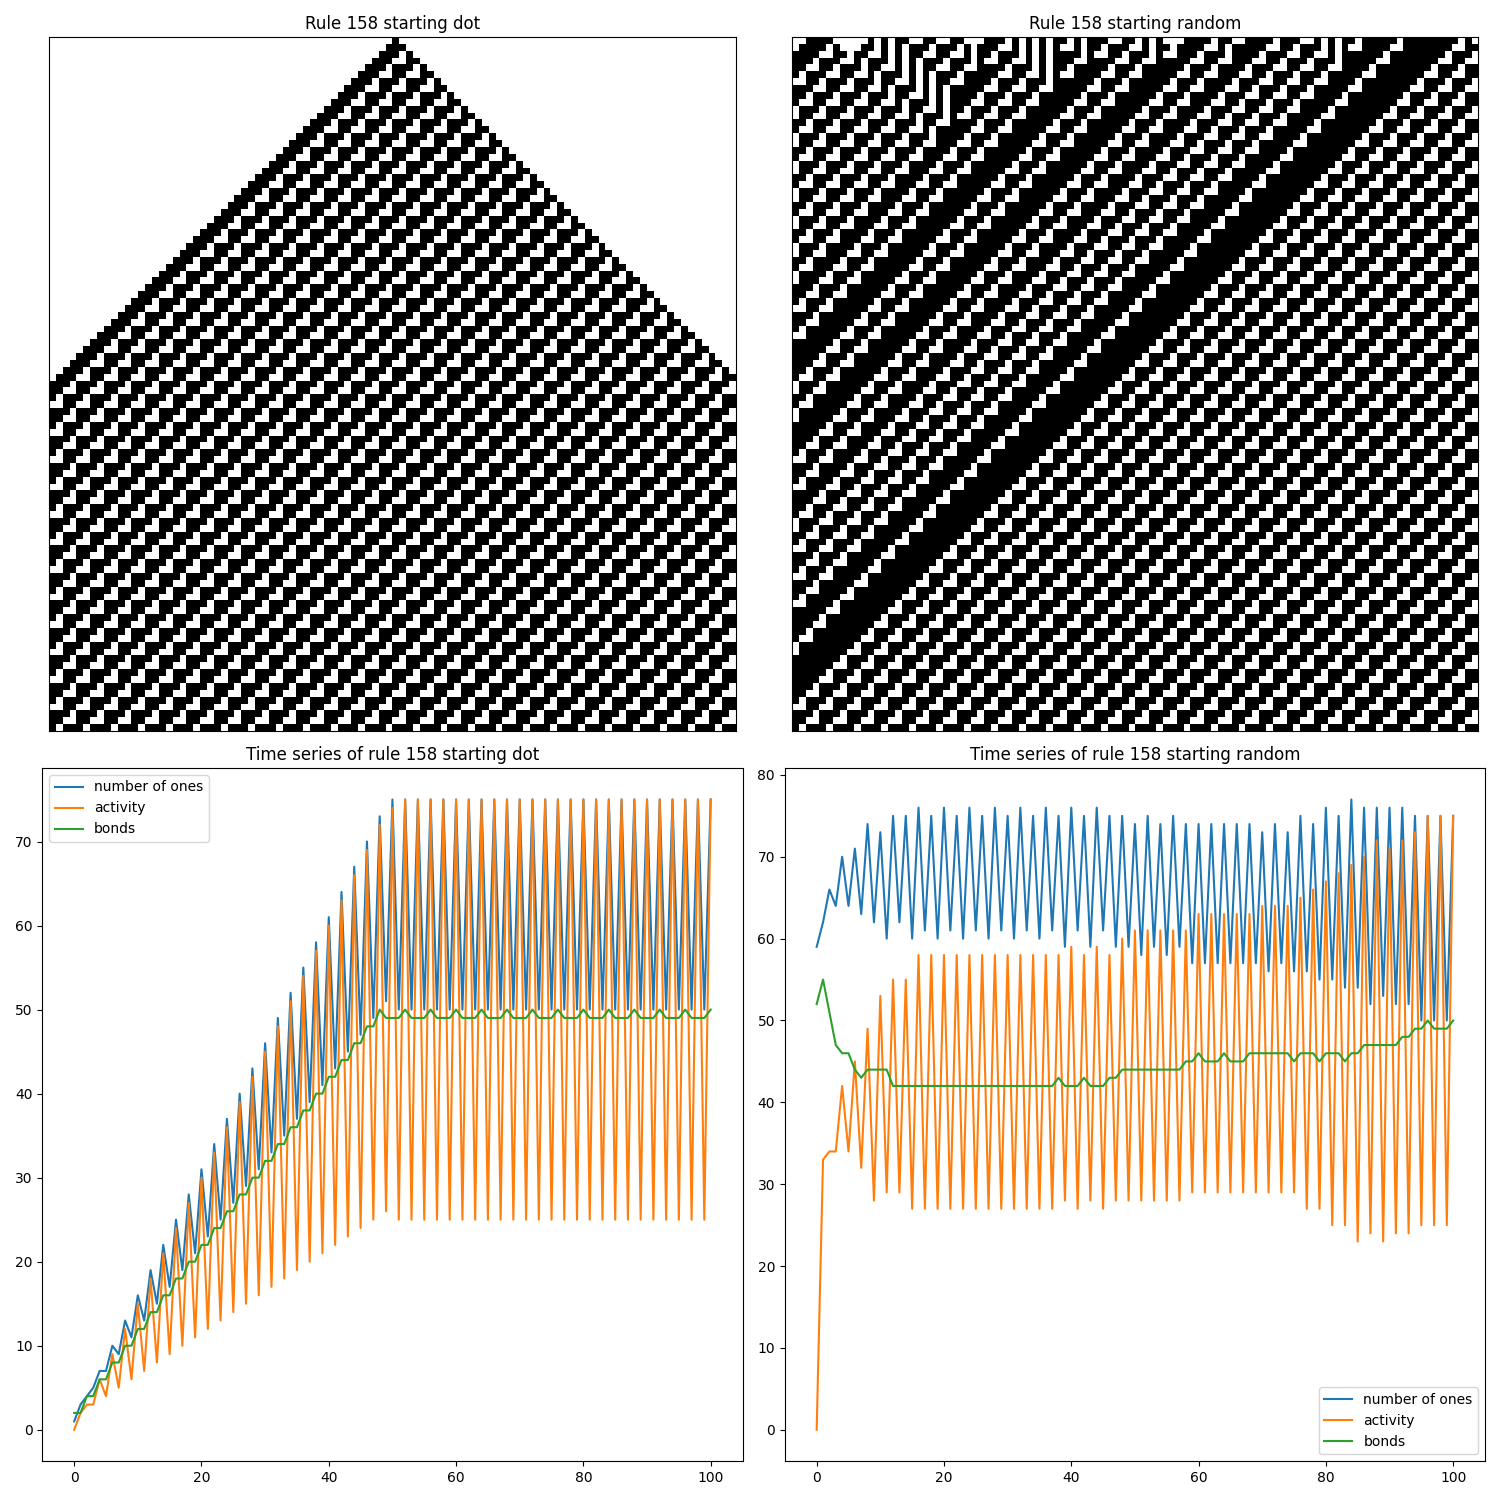 Rule 158 starting dot
Rule 158 starting random
Time series of rule 158 starting dot
number of ones
activity
bonds
70
60
50
40
30
20
10
0
0 20 40 60 80 100
Time series of rule 158 starting random
80
70
60
50
40
30
20
10
0
number of ones
activity
bonds
0 20 40 60 80 100